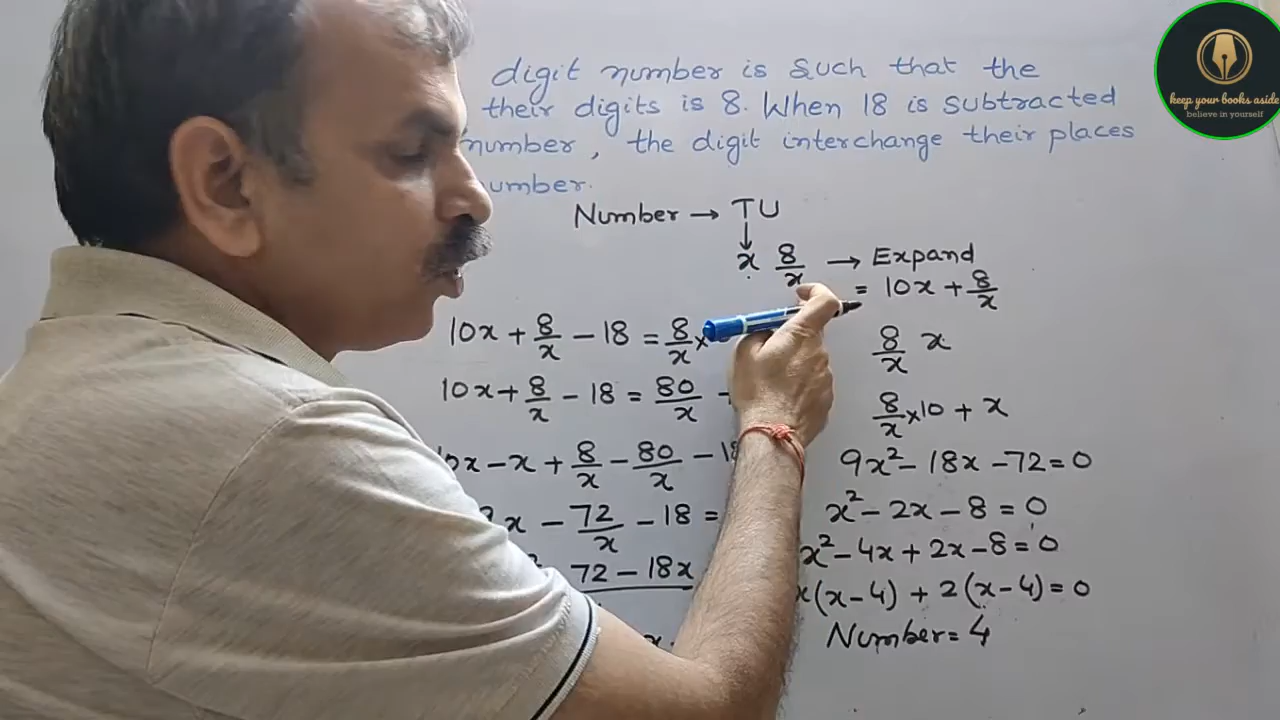 digit number is such that the
their digits is 8. When 18 is subtracted
number, the digit interchange their places
number.
keep your books aside
believe in yourself
Number → TU
↓
x 8/x → Expand
= 10x + 8/x
10x + 8/x - 18 = 8/x ×
8/x x
10x + 8/x - 18 = 80/x
8/x × 10 + x
x - x + 8/x - 80/x - 18
9x² - 18x - 72 = 0
x - 72/x - 18 =
x² - 2x - 8 = 0
72 - 18x
x² - 4x + 2x - 8 = 0
x(x-4) + 2(x-4) = 0
Number = 4